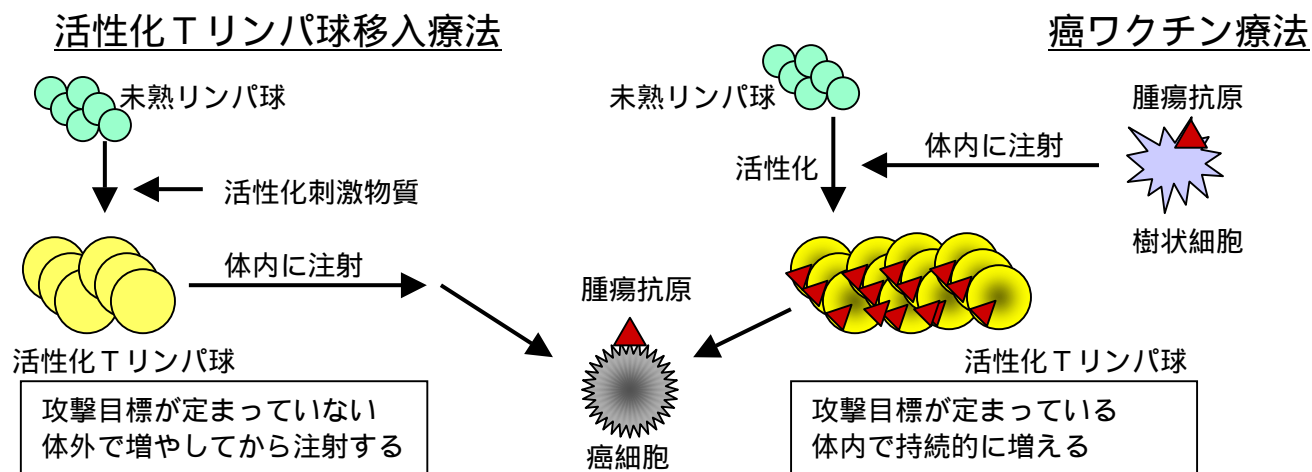 活性化Ｔリンパ球移入療法
未熟リンパ球
活性化刺激物質
体内に注射
活性化Ｔリンパ球
攻撃目標が定まっていない
体外で増やしてから注射する
癌ワクチン療法
未熟リンパ球
腫瘍抗原
体内に注射
活性化
樹状細胞
活性化Ｔリンパ球
攻撃目標が定まっている
体内で持続的に増える
腫瘍抗原
癌細胞